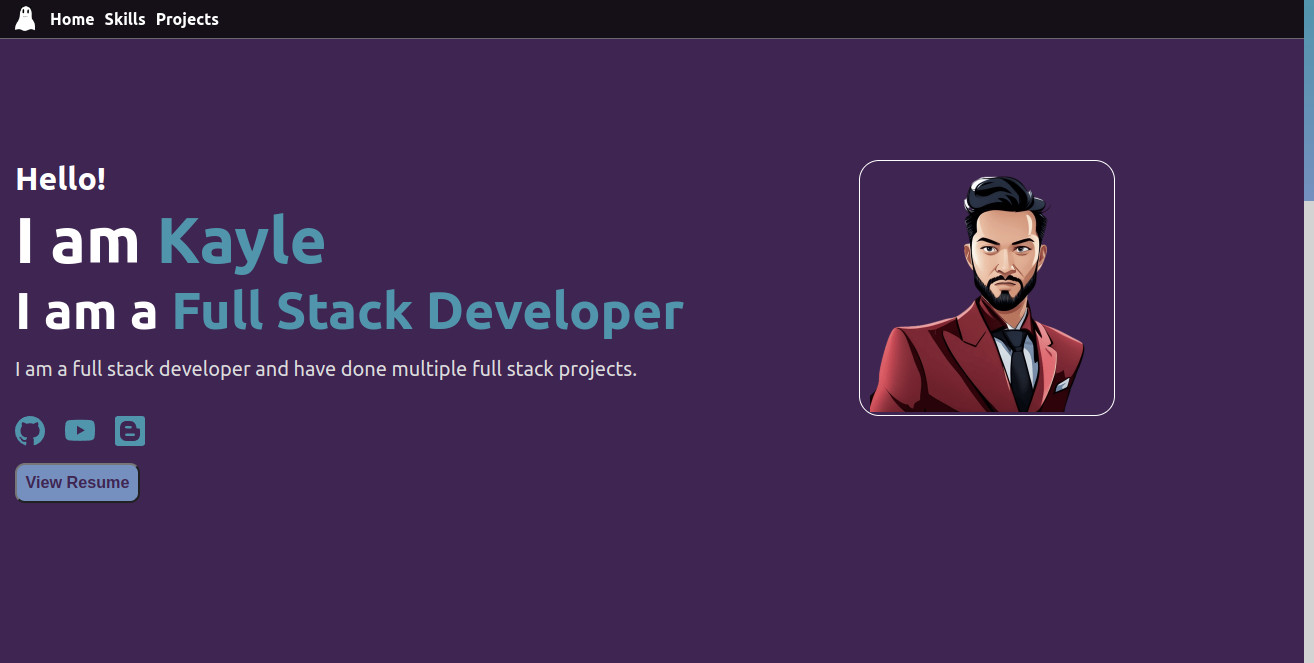 Home Skills Projects
Hello!
I am Kayle
I am a Full Stack Developer
I am a full stack developer and have done multiple full stack projects.
View Resume